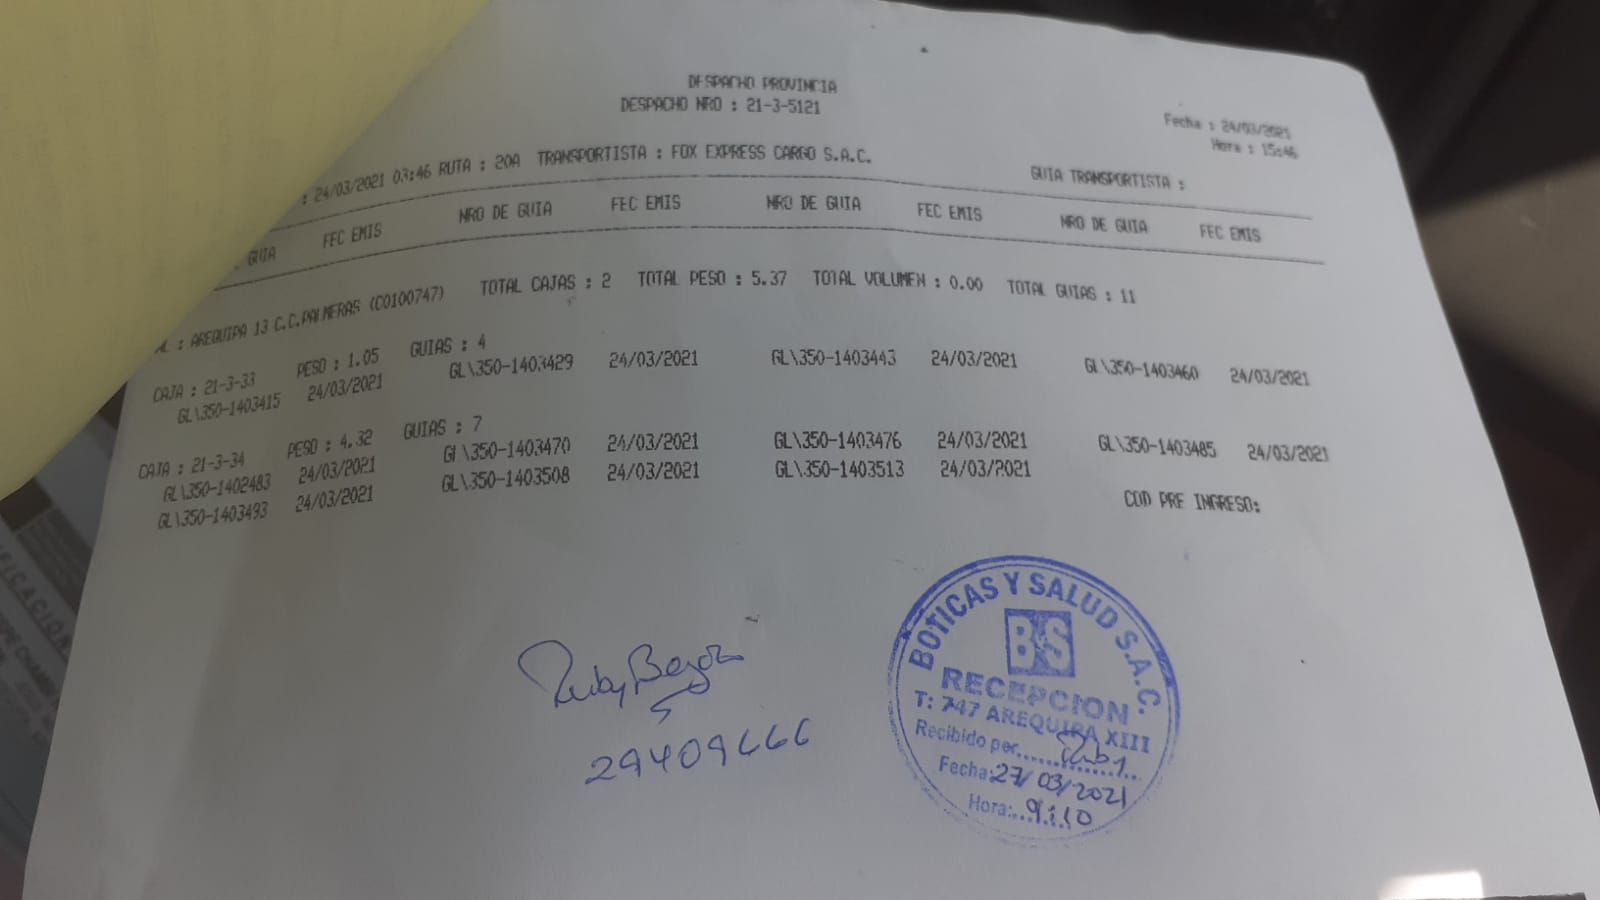 DESPACHO PROVINCIA
DESPACHO NRO : 21-3-5121
Fecha : 24/03/2021
Hora : 15:46
: 24/03/2021 03:46 RUTA : 20A TRANSPORTISTA : FOX EXPRESS CARGO S.A.C.
GUIA TRANSPORTISTA :
GUIA FEC EMIS NRO DE GUIA FEC EMIS NRO DE GUIA FEC EMIS NRO DE GUIA FEC EMIS
AL : AREQUIPA 13 C.C.PALMERAS (C0100747) TOTAL CAJAS : 2 TOTAL PESO : 5.37 TOTAL VOLUMEN : 0.00 TOTAL GUIAS : 11
CAJA : 21-3-33 PESO : 1.05 GUIAS : 4
GL\350-1403415 24/03/2021 GL\350-1403429 24/03/2021 GL\350-1403443 24/03/2021 GL\350-1403460 24/03/2021
CAJA : 21-3-34 PESO : 4.32 GUIAS : 7
GL\350-1402483 24/03/2021 GL\350-1403470 24/03/2021 GL\350-1403476 24/03/2021 GL\350-1403485 24/03/2021
GL\350-1403493 24/03/2021 GL\350-1403508 24/03/2021 GL\350-1403513 24/03/2021
COD PRE INGRESO:
BOTICAS Y SALUD S.A.C.
BS
RECEPCION
T: 747 AREQUIPA XIII
Recibido por Ruby
Fecha: 27/03/2021
Hora: 9:10
Ruby
29409666
FICACIÓN